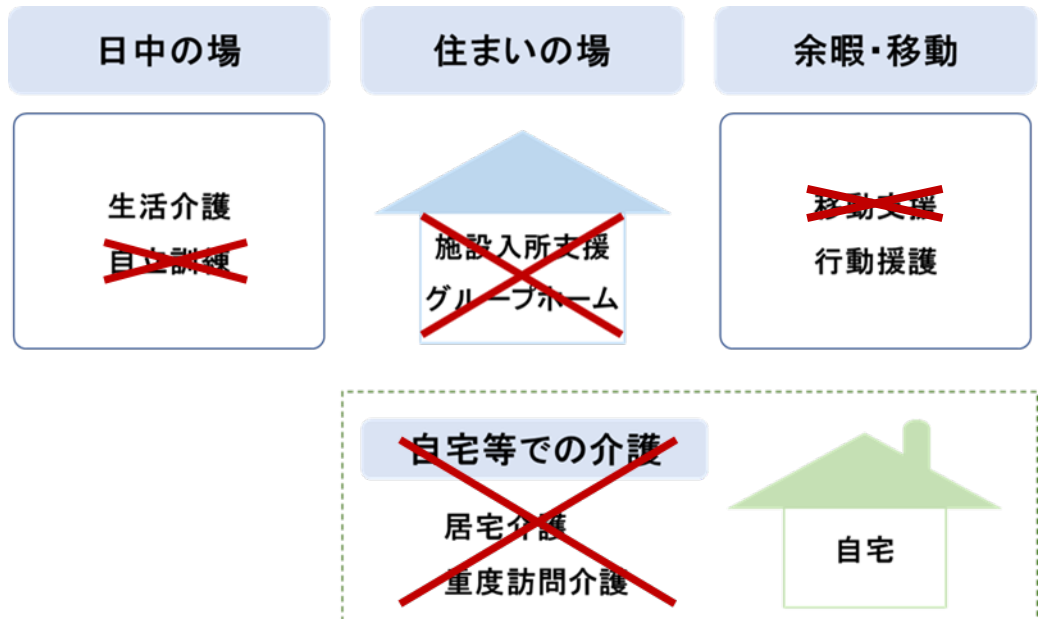 日中の場
住まいの場
余暇・移動
生活介護
自立訓練
施設入所支援
グループホーム
移動支援
行動援護
自宅等での介護
居宅介護
重度訪問介護
自宅